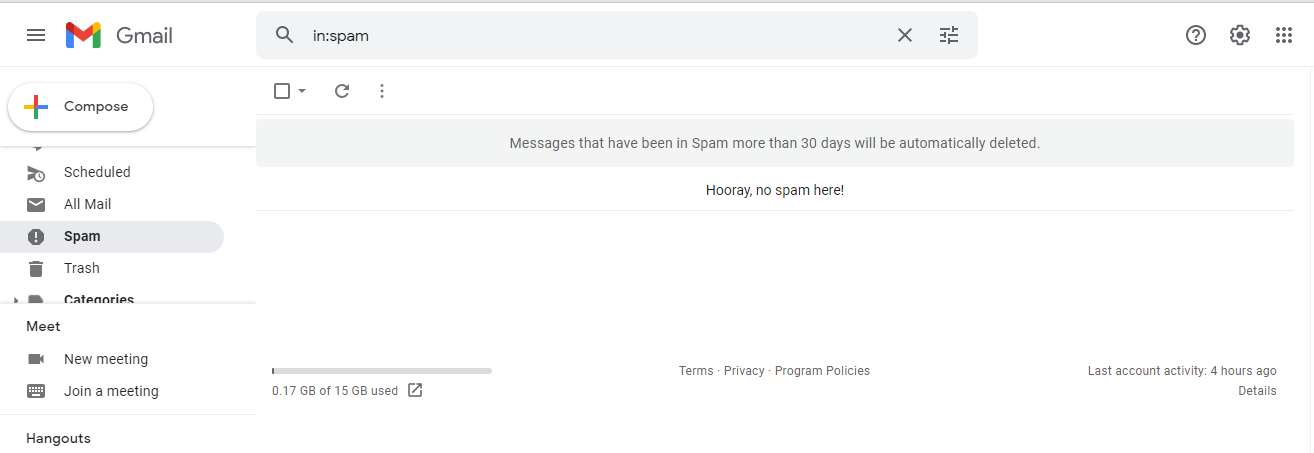 Gmail
in:spam
Compose
Messages that have been in Spam more than 30 days will be automatically deleted.
Hooray, no spam here!
Scheduled
All Mail
Spam
Trash
Categories
Meet
New meeting
Join a meeting
Hangouts
0.17 GB of 15 GB used
Terms · Privacy · Program Policies
Last account activity: 4 hours ago
Details